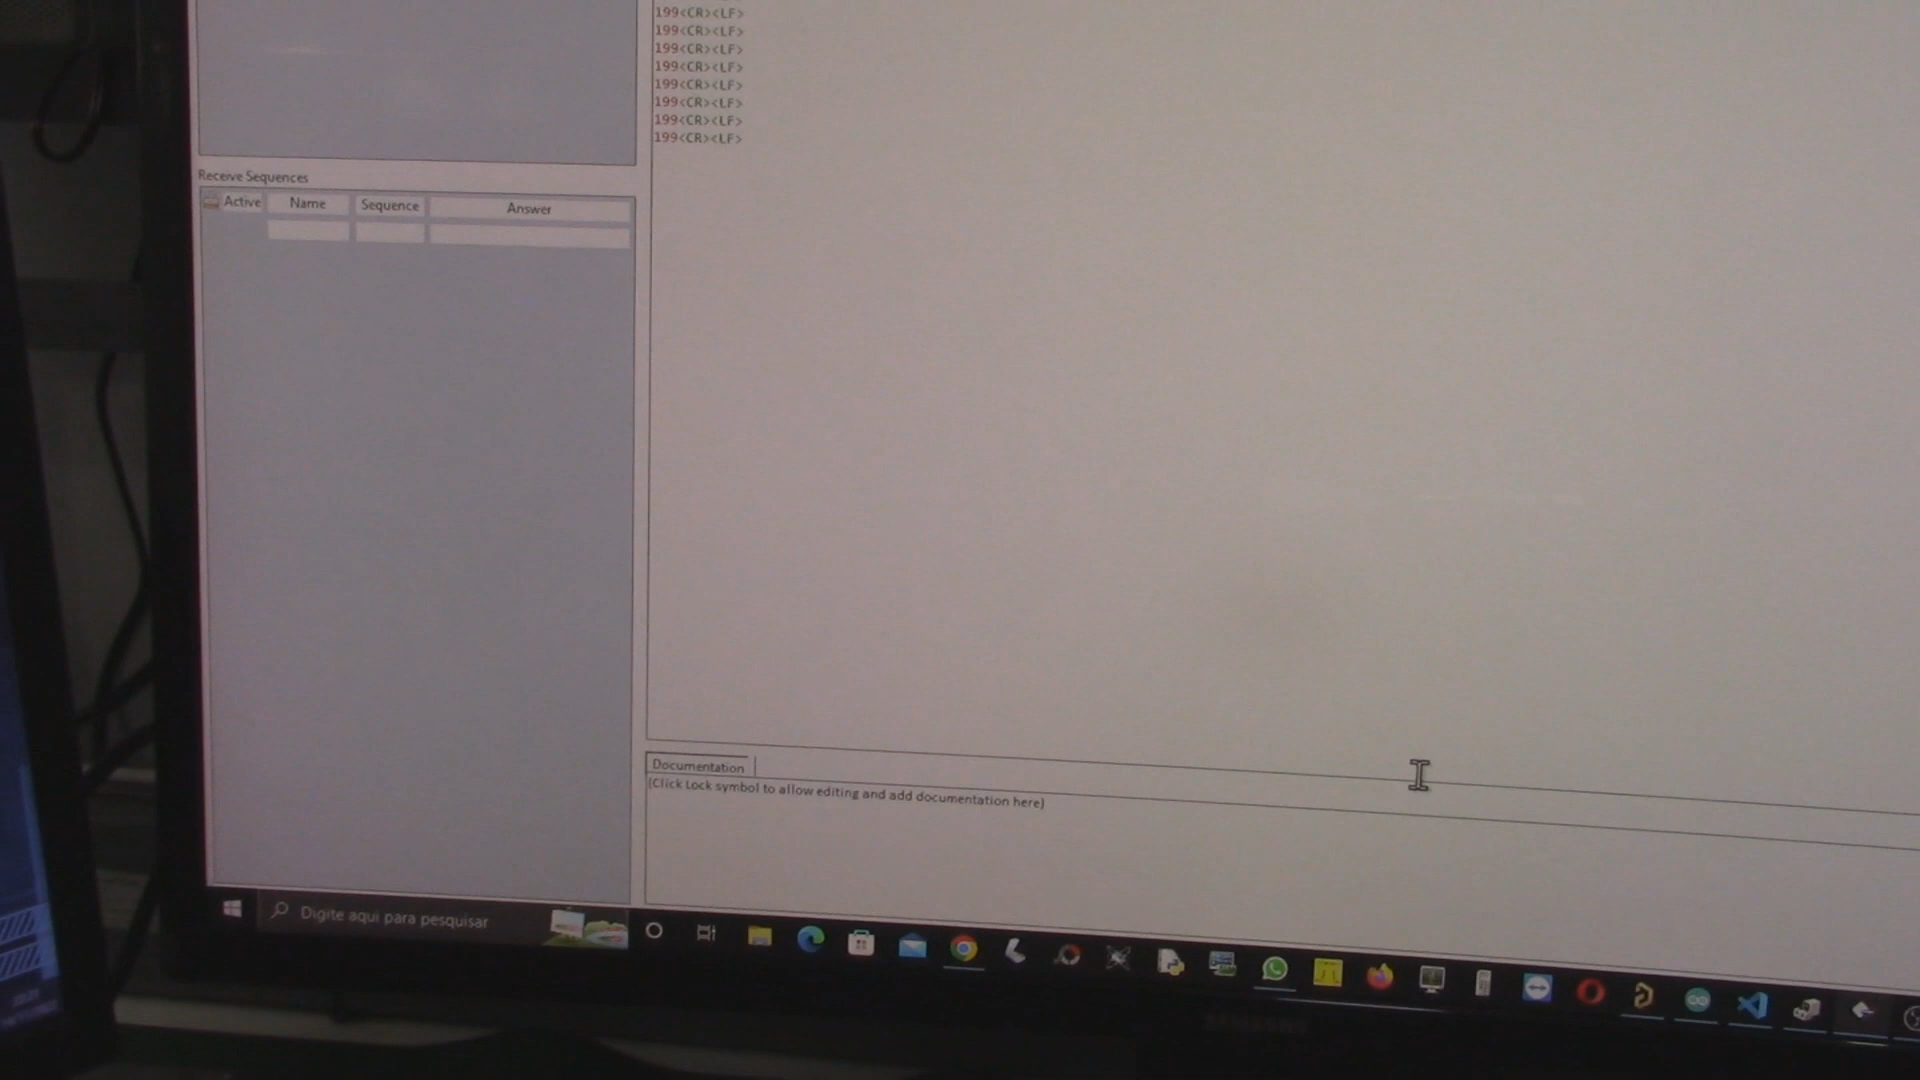 199<CR><LF>
199<CR><LF>
199<CR><LF>
199<CR><LF>
199<CR><LF>
199<CR><LF>
199<CR><LF>
199<CR><LF>
Receive Sequences
Active Name Sequence Answer
Documentation
(Click Lock symbol to allow editing and add documentation here)
Digite aqui para pesquisar